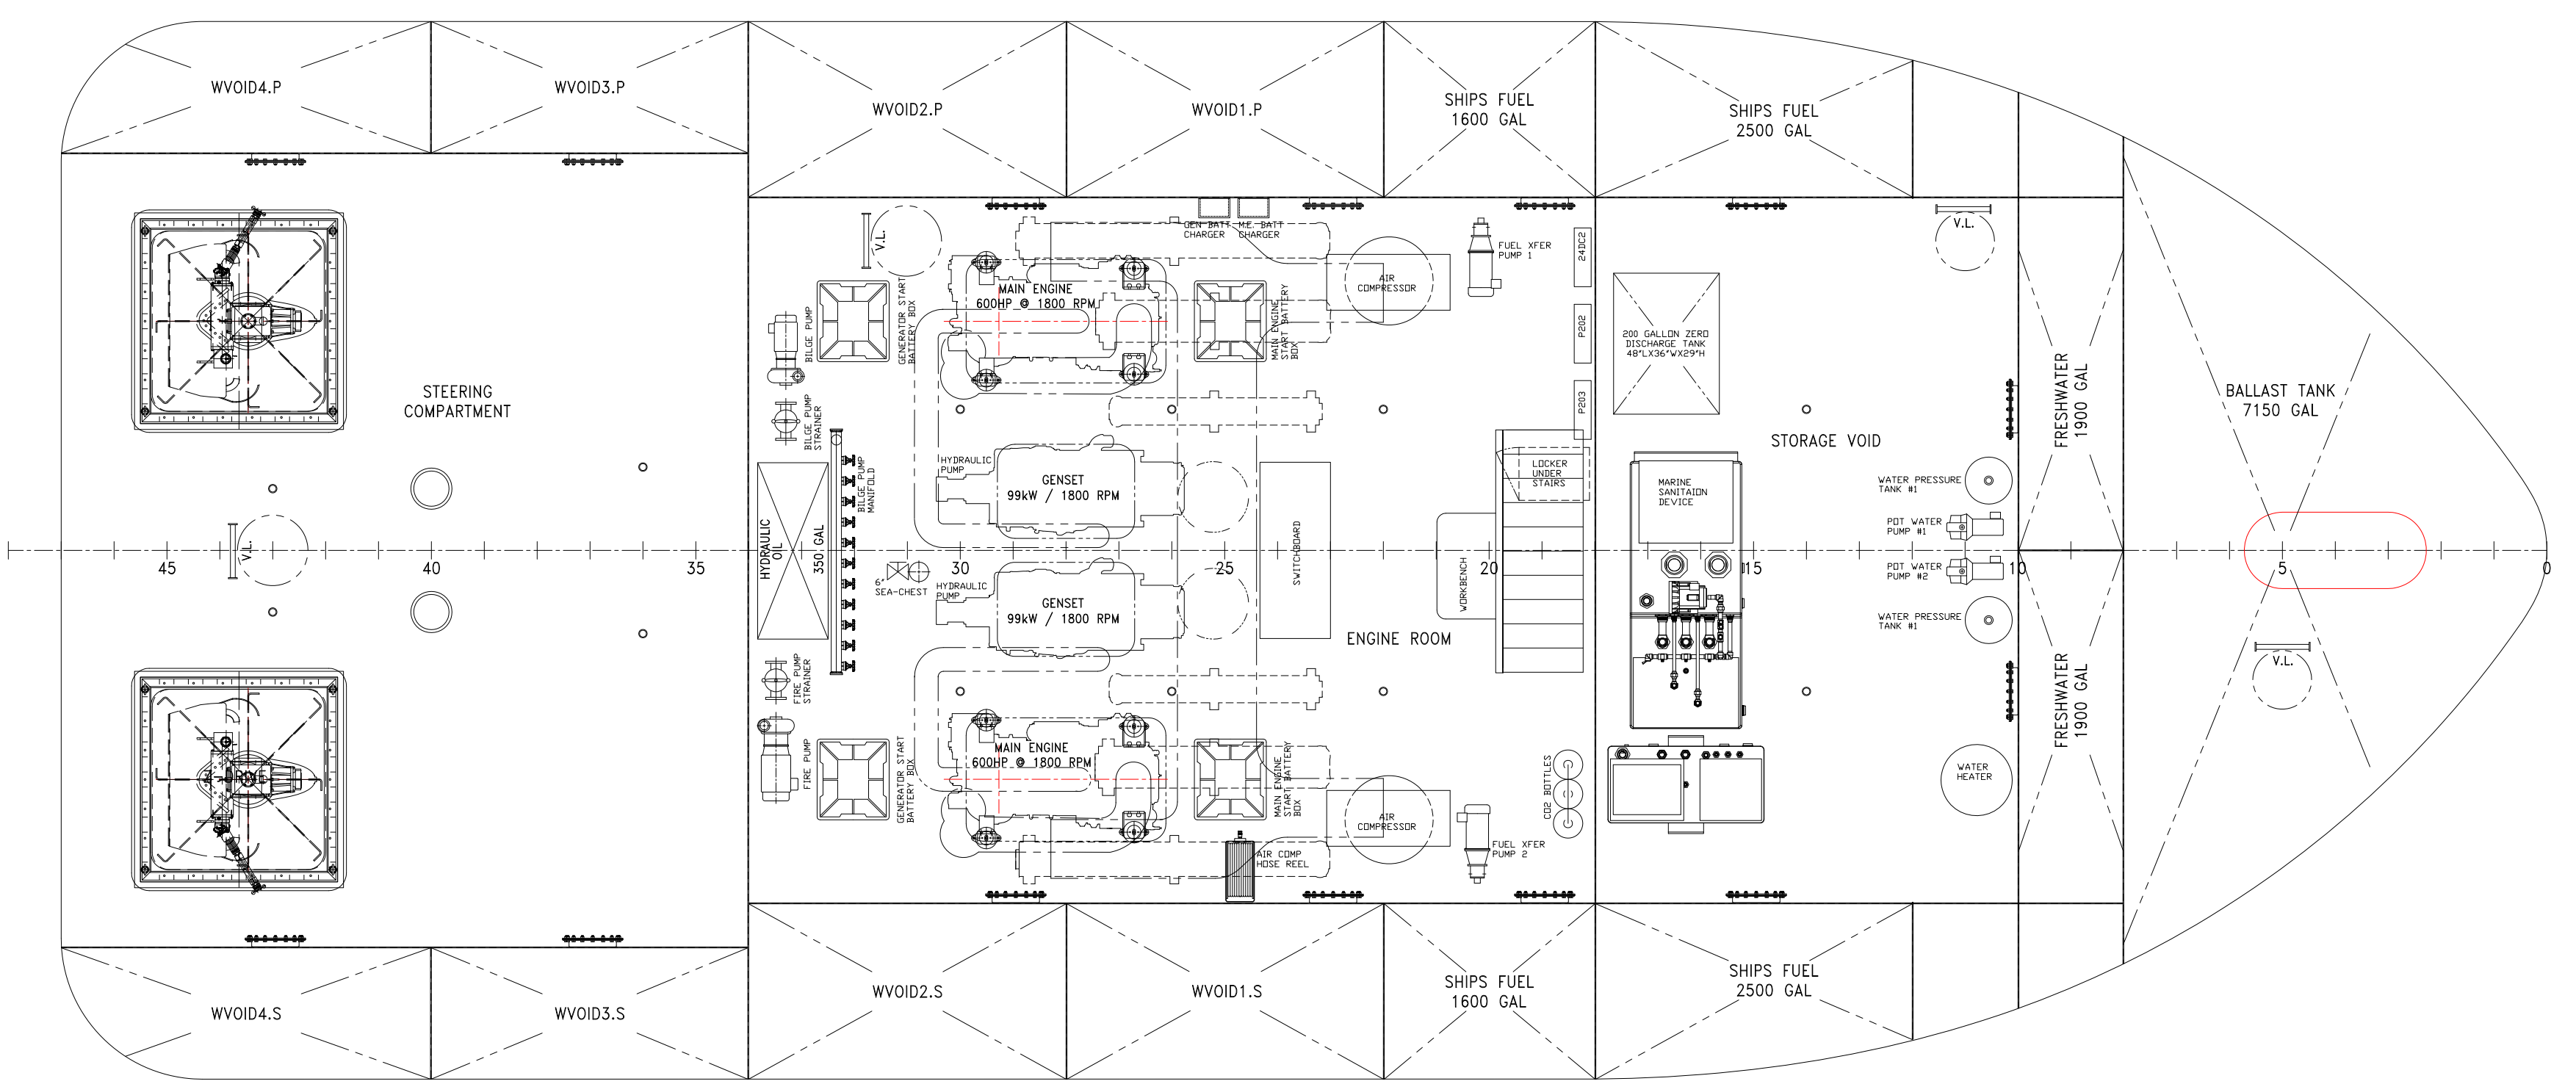 WVOID4.P
WVOID3.P
WVOID2.P
WVOID1.P
SHIPS FUEL
1600 GAL
SHIPS FUEL
2500 GAL
V.L.
GEN BATT
CHARGER
M.E. BATT
CHARGER
FUEL XFER
PUMP 1
24DC2
V.L.
MAIN ENGINE
600HP @ 1800 RPM
AIR
COMPRESSOR
BILGE PUMP
GENERATOR START
BATTERY BOX
MAIN ENGINE
START BATTERY
BOX
P202
200 GALLON ZERO
DISCHARGE TANK
48"LX36"WX29"H
STEERING
COMPARTMENT
BILGE PUMP
STRAINER
P203
FRESHWATER
1900 GAL
BALLAST TANK
7150 GAL
STORAGE VOID
BILGE PUMP
MANIFOLD
HYDRAULIC
PUMP
GENSET
99kW / 1800 RPM
LOCKER
UNDER
STAIRS
MARINE
SANITAION
DEVICE
WATER PRESSURE
TANK #1
POT WATER
PUMP #1
HYDRAULIC
OIL
350 GAL
SWITCHBOARD
V.L.
45
40
35
30
25
20
15
10
5
0
6"
SEA-CHEST
HYDRAULIC
PUMP
GENSET
99kW / 1800 RPM
WORKBENCH
POT WATER
PUMP #2
WATER PRESSURE
TANK #1
ENGINE ROOM
FIRE PUMP
STRAINER
V.L.
FRESHWATER
1900 GAL
MAIN ENGINE
600HP @ 1800 RPM
FIRE PUMP
GENERATOR START
BATTERY BOX
MAIN ENGINE
START BATTERY
BOX
CO2 BOTTLES
WATER
HEATER
AIR
COMPRESSOR
AIR COMP
HOSE REEL
FUEL XFER
PUMP 2
WVOID4.S
WVOID3.S
WVOID2.S
WVOID1.S
SHIPS FUEL
1600 GAL
SHIPS FUEL
2500 GAL